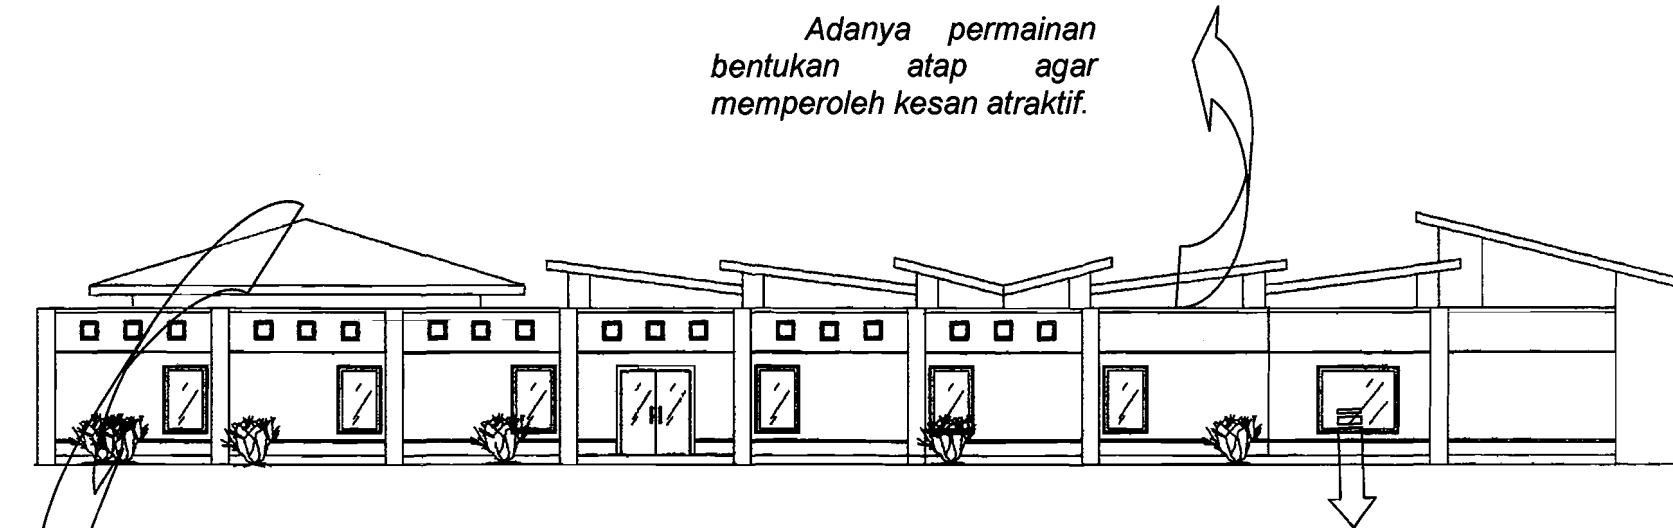 Adanya permainan
bentukan atap agar
memperoleh kesan atraktif.